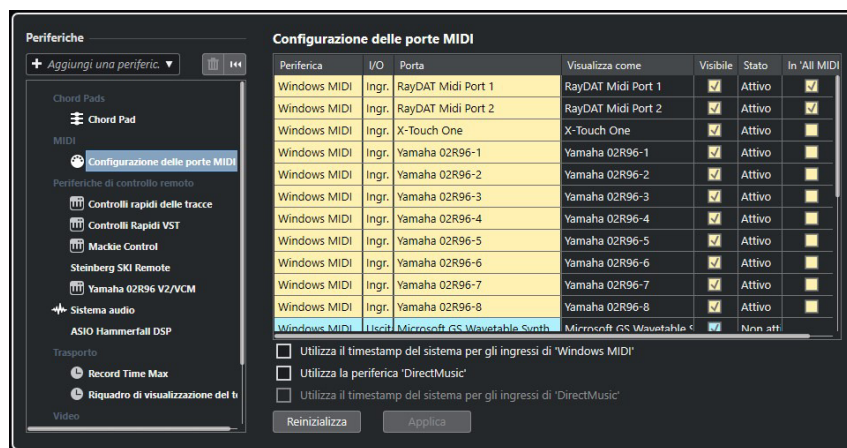 Periferiche
+ Aggiungi una periferic. ▼
Chord Pads
Chord Pad
MIDI
Configurazione delle porte MIDI
Periferiche di controllo remoto
Controlli rapidi delle tracce
Controlli Rapidi VST
Mackie Control
Steinberg SKI Remote
Yamaha 02R96 V2/VCM
Sistema audio
ASIO Hammerfall DSP
Trasporto
Record Time Max
Riquadro di visualizzazione del t
Video
Configurazione delle porte MIDI
Periferica I/O Porta Visualizza come Visibile Stato In 'All MIDI
Windows MIDI Ingr. RayDAT Midi Port 1 RayDAT Midi Port 1 Attivo
Windows MIDI Ingr. RayDAT Midi Port 2 RayDAT Midi Port 2 Attivo
Windows MIDI Ingr. X-Touch One X-Touch One Attivo
Windows MIDI Ingr. Yamaha 02R96-1 Yamaha 02R96-1 Attivo
Windows MIDI Ingr. Yamaha 02R96-2 Yamaha 02R96-2 Attivo
Windows MIDI Ingr. Yamaha 02R96-3 Yamaha 02R96-3 Attivo
Windows MIDI Ingr. Yamaha 02R96-4 Yamaha 02R96-4 Attivo
Windows MIDI Ingr. Yamaha 02R96-5 Yamaha 02R96-5 Attivo
Windows MIDI Ingr. Yamaha 02R96-6 Yamaha 02R96-6 Attivo
Windows MIDI Ingr. Yamaha 02R96-7 Yamaha 02R96-7 Attivo
Windows MIDI Ingr. Yamaha 02R96-8 Yamaha 02R96-8 Attivo
Windows MIDI Uscit Microsoft GS Wavetable Synth Microsoft GS Wavetable S Non atti
Utilizza il timestamp del sistema per gli ingressi di 'Windows MIDI'
Utilizza la periferica 'DirectMusic'
Utilizza il timestamp del sistema per gli ingressi di 'DirectMusic'
Reinizializza
Applica